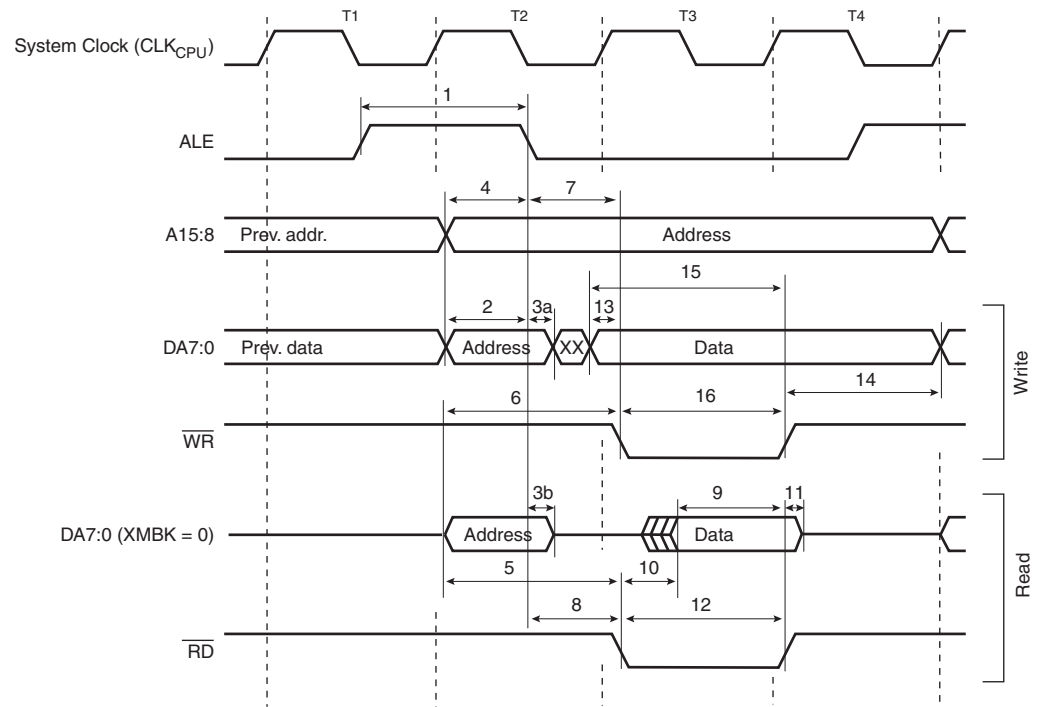 T1 T2 T3 T4
System Clock (CLKCPU)
1
ALE
4 7
A15:8 Prev. addr. Address
15
2 3a 13
DA7:0 Prev. data Address XX Data
14
6 16
WR
Write
3b 9 11
DA7:0 (XMBK = 0) Address Data
5 10
8 12
RD
Read